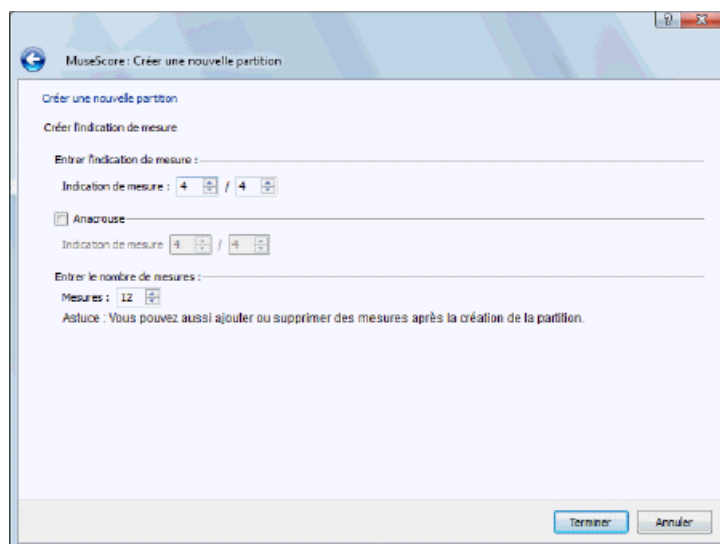 MuseScore : Créer une nouvelle partition
Créer une nouvelle partition
Créer l'indication de mesure
Entrer l'indication de mesure :
Indication de mesure : 4 / 4
Anacrouse
Indication de mesure 4 / 4
Entrer le nombre de mesures :
Mesures : 12
Astuce : Vous pouvez aussi ajouter ou supprimer des mesures après la création de la partition.
Terminer Annuler